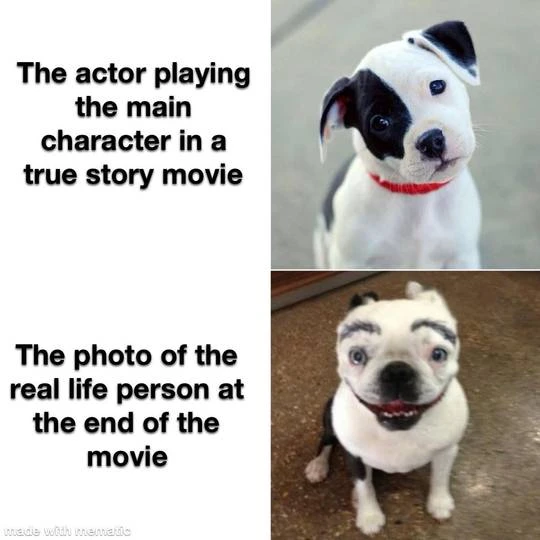 The actor playing
the main
character in a
true story movie
The photo of the
real life person at
the end of the
movie
made with mematic